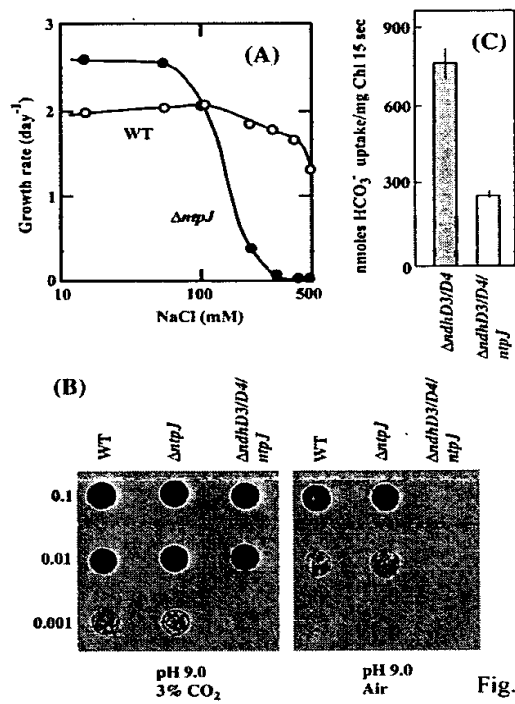 (A)
3
2
1
0
Growth rate (day⁻¹)
WT
ΔntpJ
10
100
500
NaCl (mM)
(C)
900
750
300
0
nmoles HCO₃⁻ uptake/mg Chl 15 sec
ΔndhD3/D4
ΔndhD3/D4/
ntpJ
(B)
WT
ΔntpJ
ΔndhD3/D4/
ntpJ
WT
ΔntpJ
ΔndhD3/D4/
ntpJ
0.1
0.01
0.001
pH 9.0
3% CO₂
pH 9.0
Air
Fig.